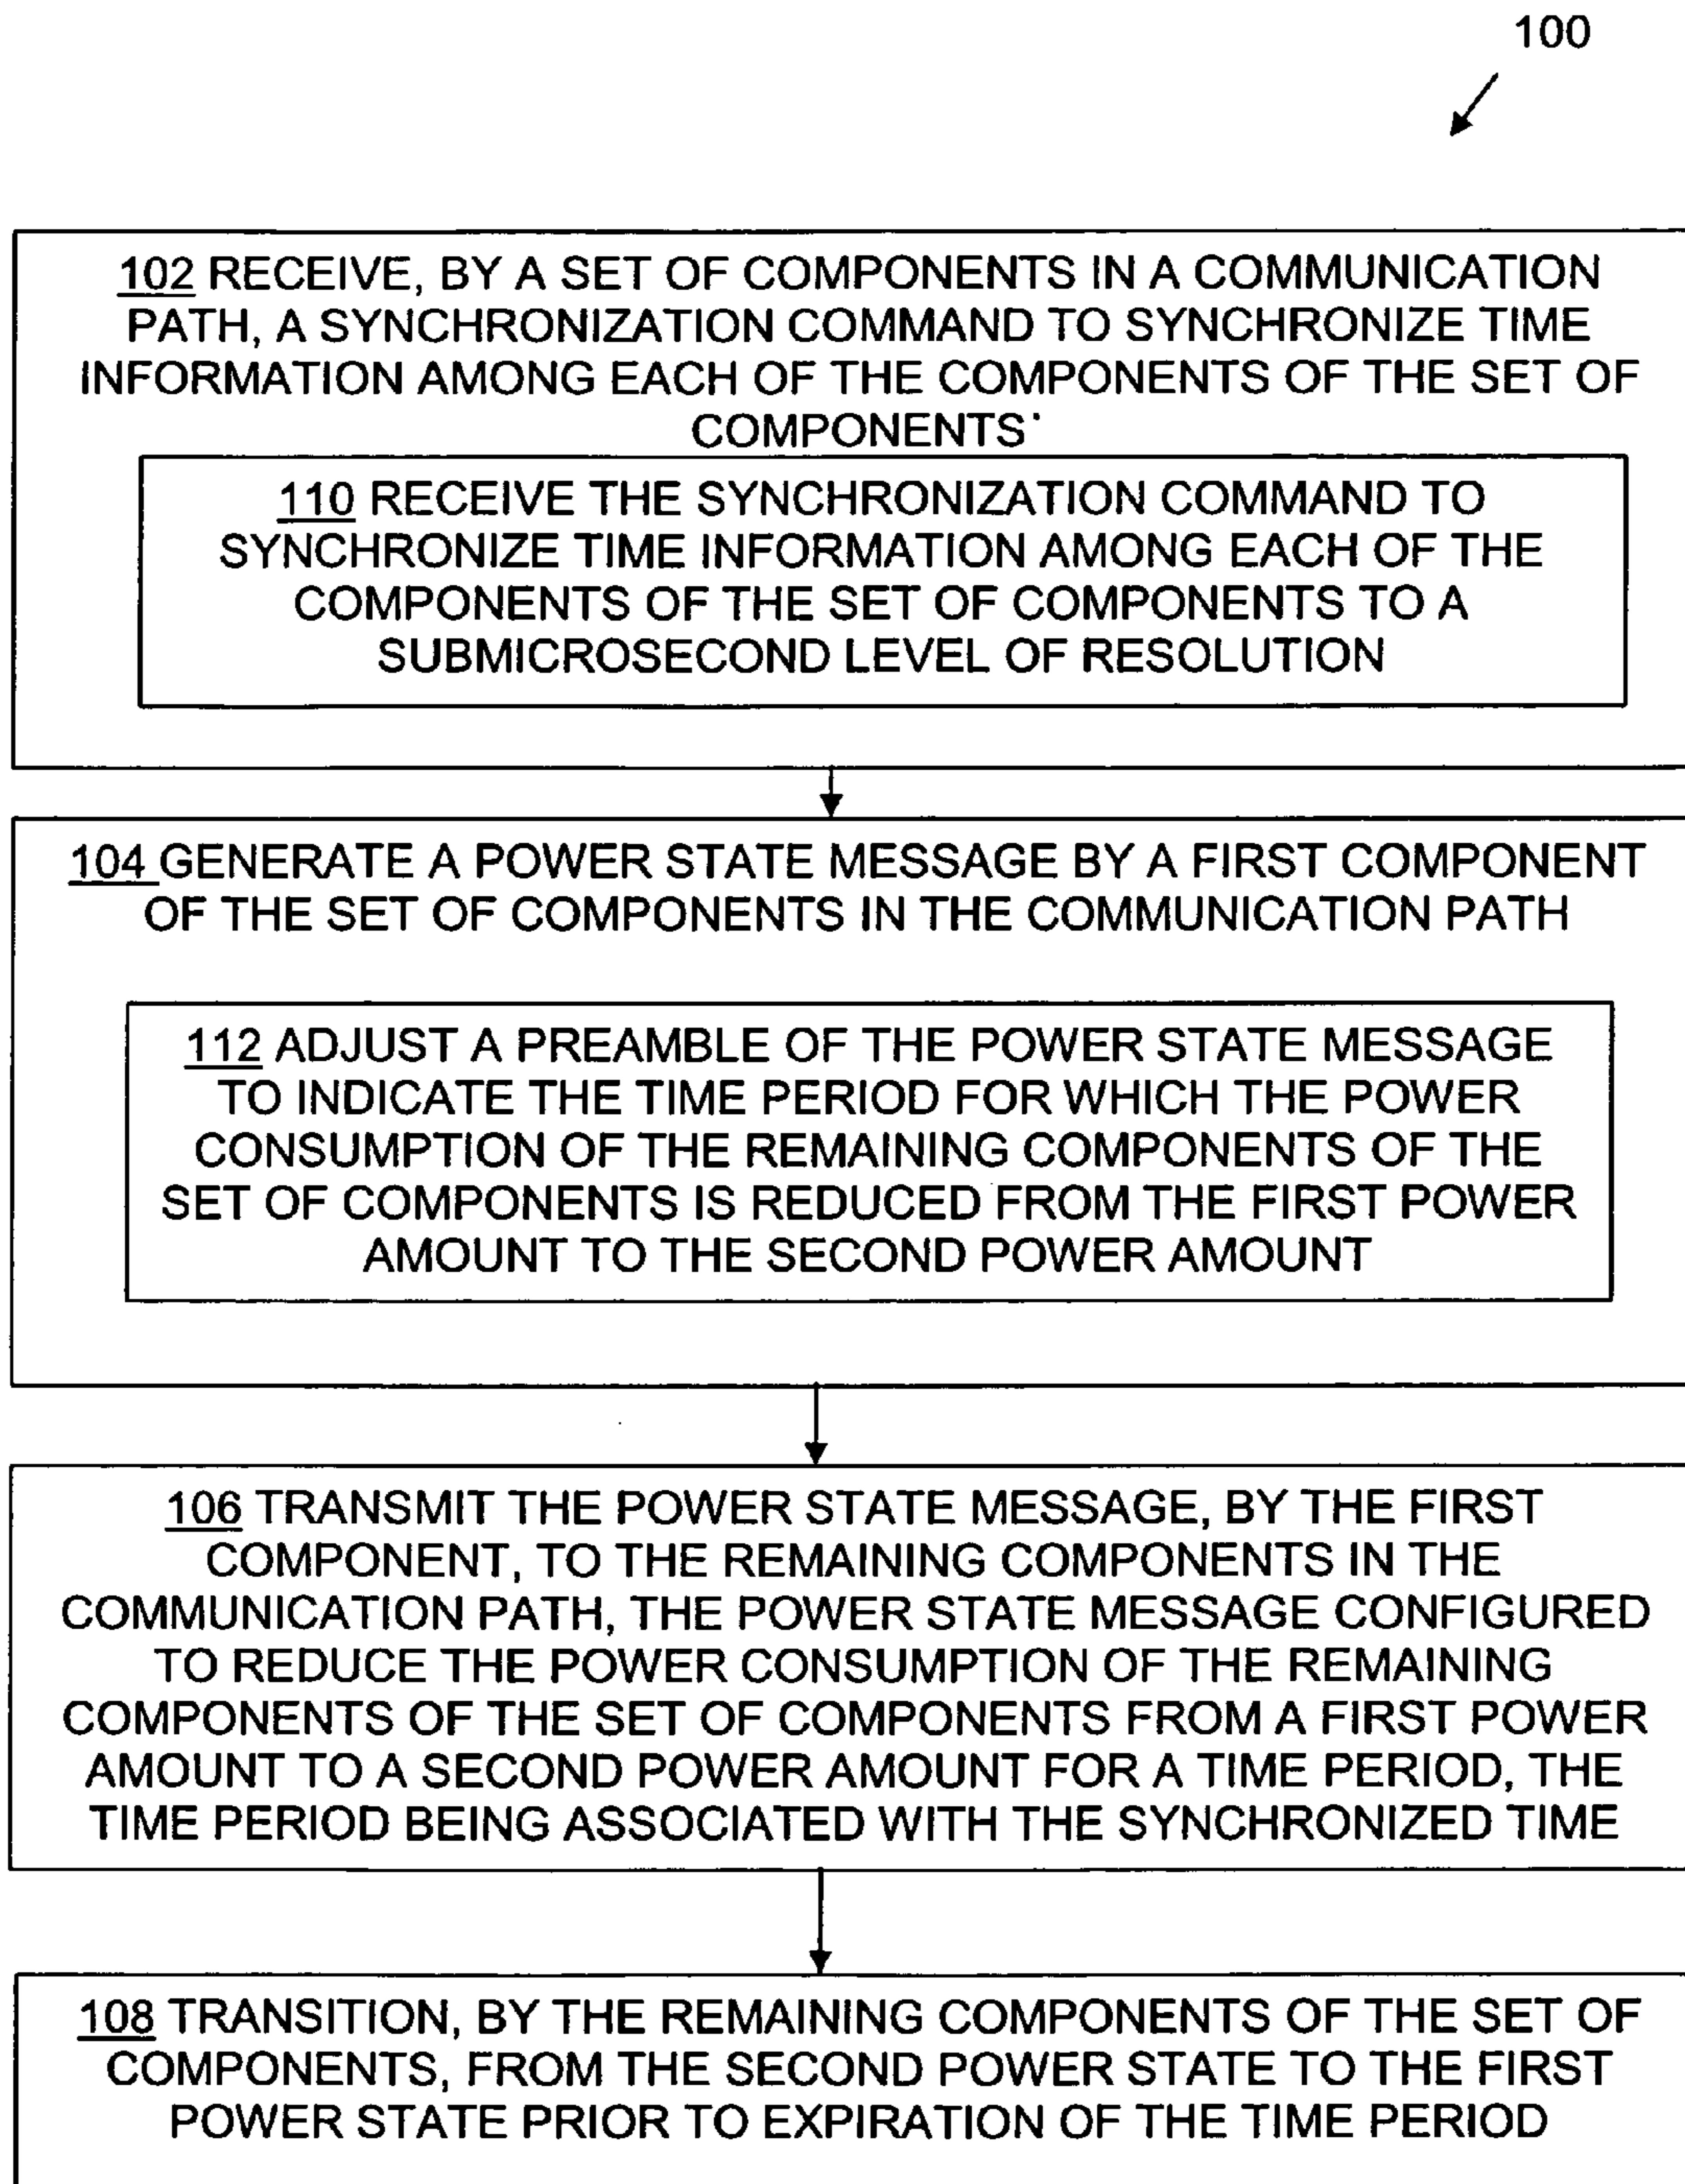 100
102 RECEIVE, BY A SET OF COMPONENTS IN A COMMUNICATION
PATH, A SYNCHRONIZATION COMMAND TO SYNCHRONIZE TIME
INFORMATION AMONG EACH OF THE COMPONENTS OF THE SET OF
COMPONENTS
110 RECEIVE THE SYNCHRONIZATION COMMAND TO
SYNCHRONIZE TIME INFORMATION AMONG EACH OF THE
COMPONENTS OF THE SET OF COMPONENTS TO A
SUBMICROSECOND LEVEL OF RESOLUTION
104 GENERATE A POWER STATE MESSAGE BY A FIRST COMPONENT
OF THE SET OF COMPONENTS IN THE COMMUNICATION PATH
112 ADJUST A PREAMBLE OF THE POWER STATE MESSAGE
TO INDICATE THE TIME PERIOD FOR WHICH THE POWER
CONSUMPTION OF THE REMAINING COMPONENTS OF THE
SET OF COMPONENTS IS REDUCED FROM THE FIRST POWER
AMOUNT TO THE SECOND POWER AMOUNT
106 TRANSMIT THE POWER STATE MESSAGE, BY THE FIRST
COMPONENT, TO THE REMAINING COMPONENTS IN THE
COMMUNICATION PATH, THE POWER STATE MESSAGE CONFIGURED
TO REDUCE THE POWER CONSUMPTION OF THE REMAINING
COMPONENTS OF THE SET OF COMPONENTS FROM A FIRST POWER
AMOUNT TO A SECOND POWER AMOUNT FOR A TIME PERIOD, THE
TIME PERIOD BEING ASSOCIATED WITH THE SYNCHRONIZED TIME
108 TRANSITION, BY THE REMAINING COMPONENTS OF THE SET OF
COMPONENTS, FROM THE SECOND POWER STATE TO THE FIRST
POWER STATE PRIOR TO EXPIRATION OF THE TIME PERIOD